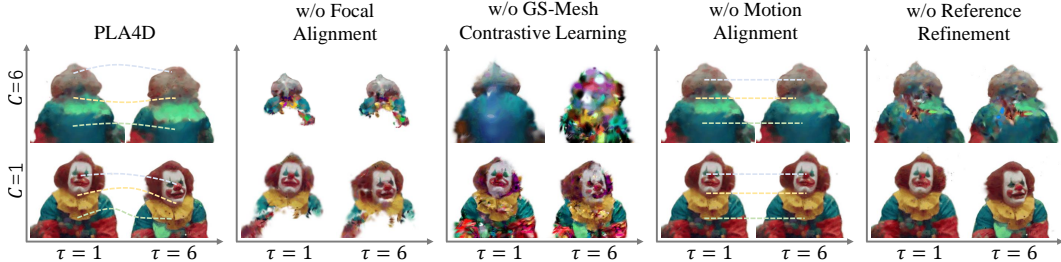 PLA4D
w/o Focal
Alignment
w/o GS-Mesh
Contrastive Learning
w/o Motion
Alignment
w/o Reference
Refinement
C=6
C=1
τ = 1 τ = 6
τ = 1 τ = 6
τ = 1 τ = 6
τ = 1 τ = 6
τ = 1 τ = 6